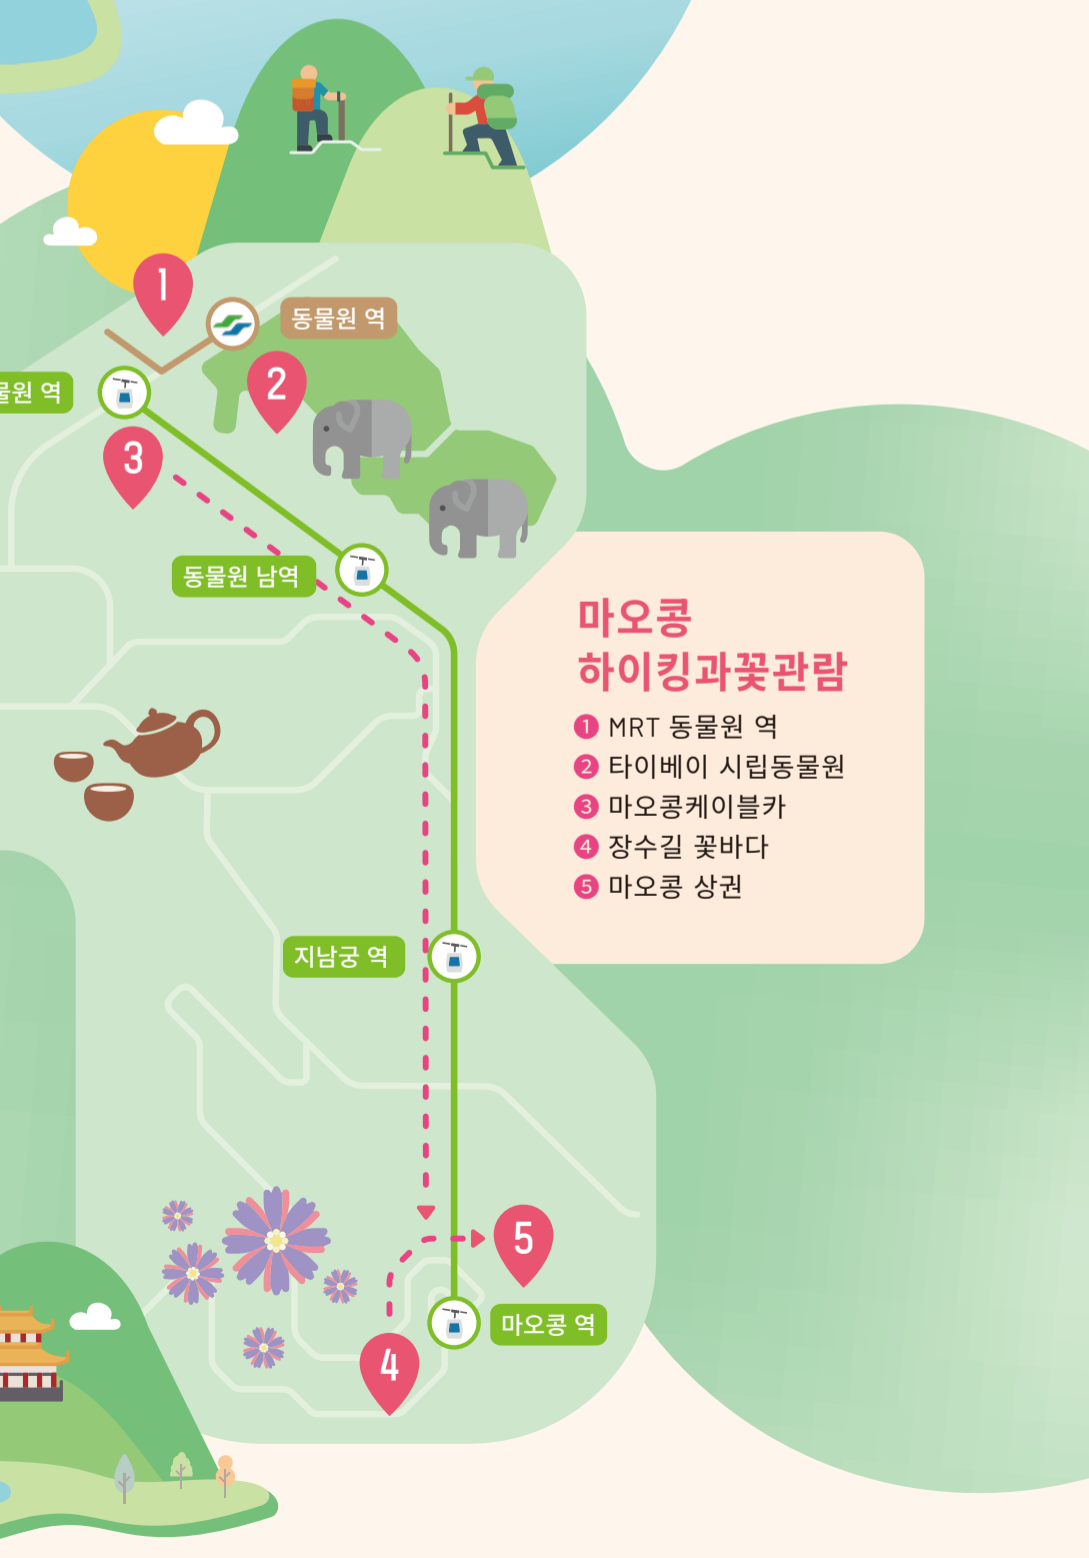 1
동물원 역
2
물원 역
3
동물원 남역
마오콩
하이킹과꽃관람
1 MRT 동물원 역
2 타이베이 시립동물원
3 마오콩케이블카
4 장수길 꽃바다
5 마오콩 상권
지남궁 역
5
마오콩 역
4